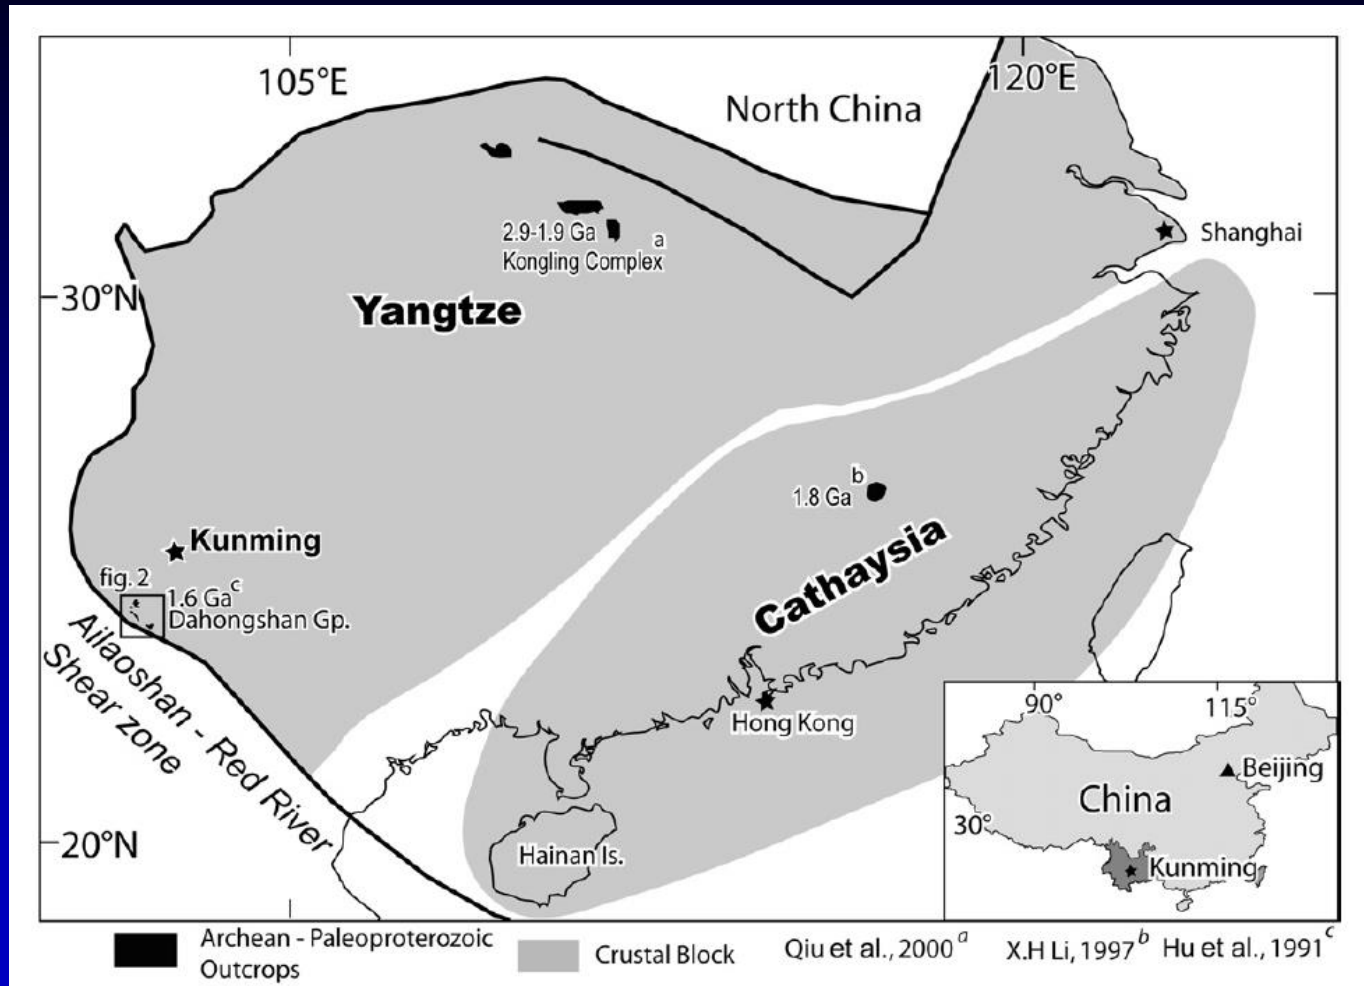 105°E
120°E
North China
2.9-1.9 Ga
Kongling Complex a
Shanghai
30°N
Yangtze
b
1.8 Ga
Cathaysia
Kunming
fig. 2
1.6 Ga c
Dahongshan Gp.
Ailaoshan - Red River
Shear zone
Hong Kong
Hainan Is.
20°N
90°
115°
Beijing
China
30°
Kunming
Archean - Paleoproterozoic
Outcrops
Crustal Block
Qiu et al., 2000 a
X.H Li, 1997 b
Hu et al., 1991 c